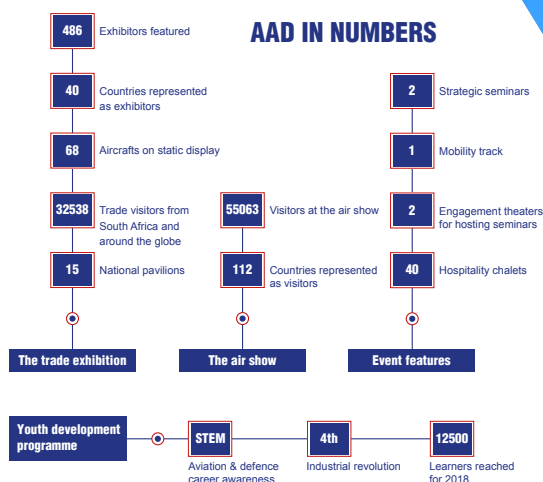 AAD IN NUMBERS
486
Exhibitors featured
40
Countries represented
as exhibitors
68
Aircrafts on static display
32538
Trade visitors from
South Africa and
around the globe
15
National pavilions
The trade exhibition
55063
Visitors at the air show
112
Countries represented
as visitors
The air show
2
Strategic seminars
1
Mobility track
2
Engagement theaters
for hosting seminars
40
Hospitality chalets
Event features
Youth development
programme
STEM
Aviation & defence
career awareness
4th
Industrial revolution
12500
Learners reached
for 2018